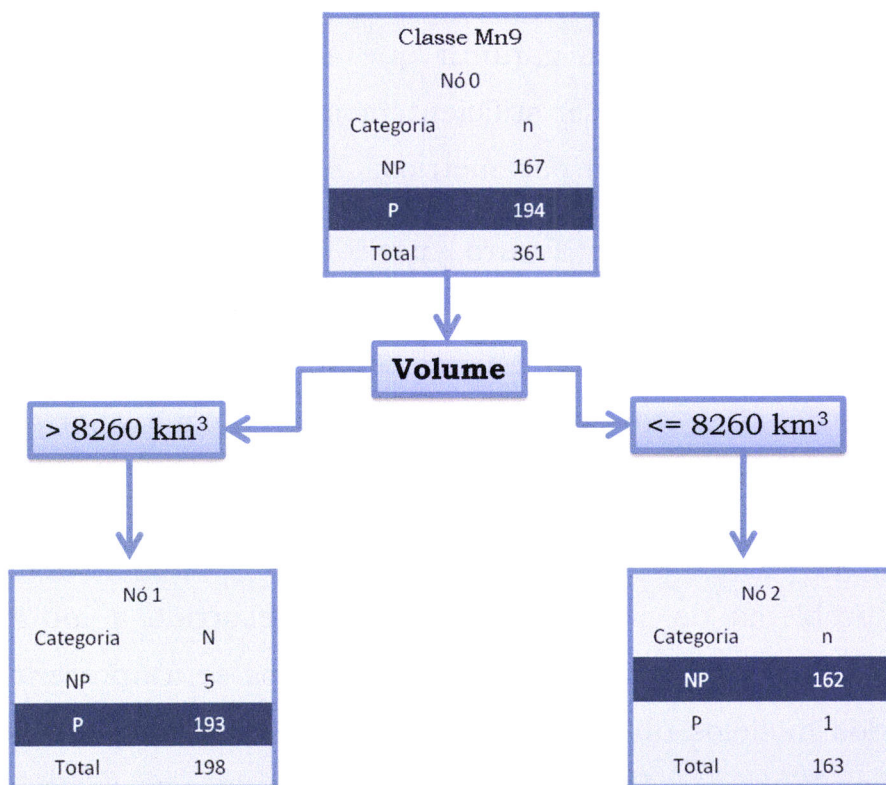 Classe Mn9
Nó 0
Categoria n
NP 167
P 194
Total 361
Volume
> 8260 km³
<= 8260 km³
Nó 1
Categoria N
NP 5
P 193
Total 198
Nó 2
Categoria n
NP 162
P 1
Total 163